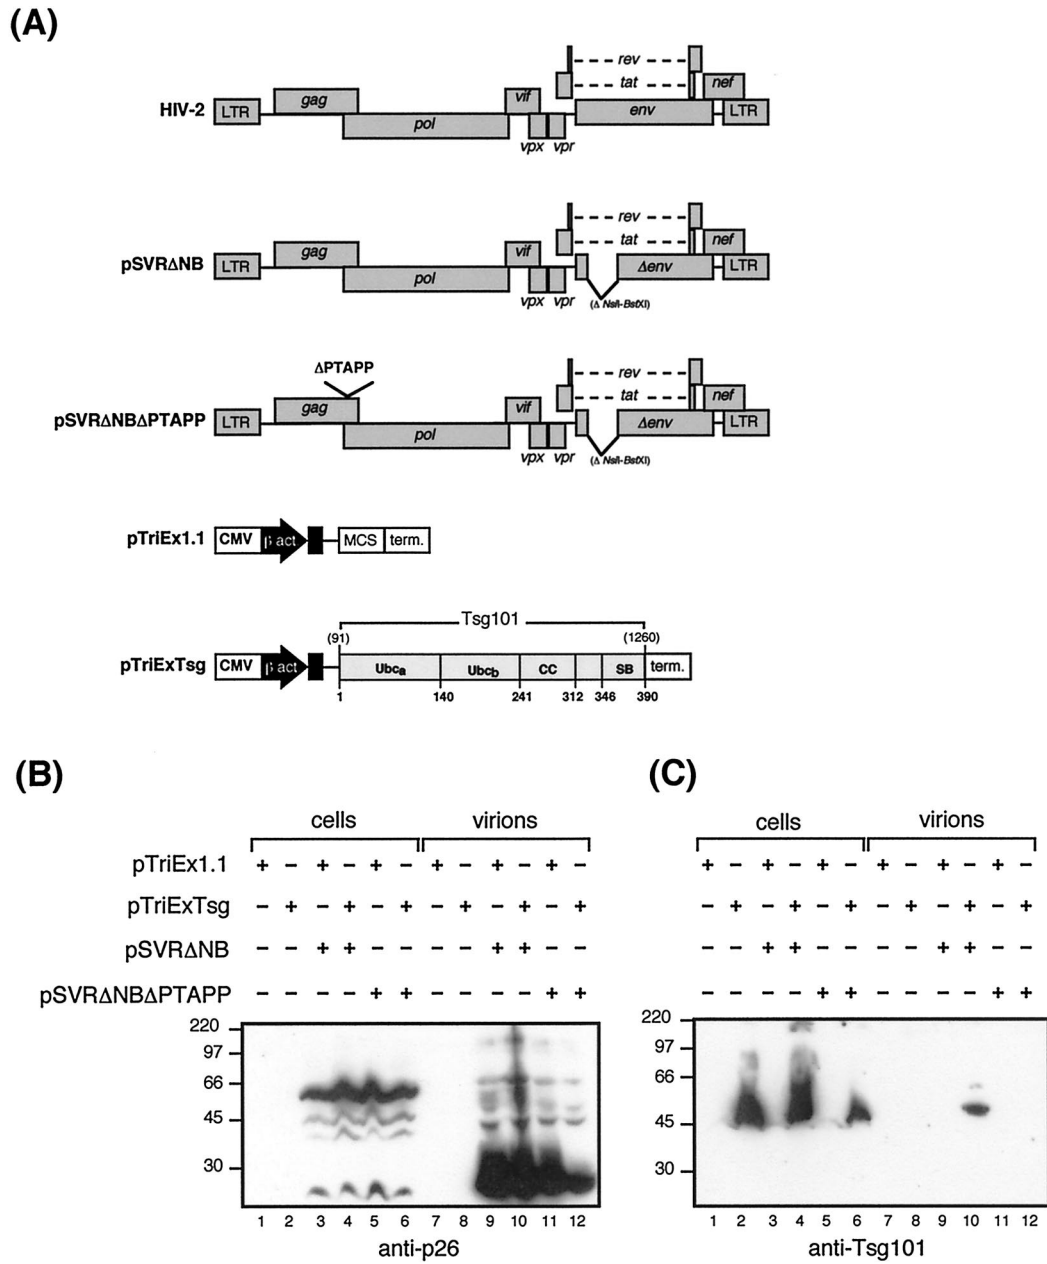 (A)
rev
tat
nef
HIV-2 LTR gag pol vif vpx vpr env LTR
rev
tat
nef
pSVRΔNB LTR gag pol vif vpx vpr Δenv LTR
(Δ NsiI-BstXI)
ΔPTAPP
rev
tat
nef
pSVRΔNBΔPTAPP LTR gag pol vif vpx vpr Δenv LTR
(Δ NsiI-BstXI)
pTriEx1.1 CMV β act MCS term.
Tsg101
(91) (1260)
pTriExTsg CMV β act Ubca Ubcb CC SB term.
1 140 241 312 346 390
(B)
cells virions
pTriEx1.1 + – + – + – + – + – + –
pTriExTsg – + – + – + – + – + – +
pSVRΔNB – – + + – – – – + + – –
pSVRΔNBΔPTAPP – – – – + + – – – – + +
220
97
66
45
30
1 2 3 4 5 6 7 8 9 10 11 12
anti-p26
(C)
cells virions
+ – + – + – + – + – + –
– + – + – + – + – + – +
– – + + – – – – + + – –
– – – – + + – – – – + +
220
97
66
45
30
1 2 3 4 5 6 7 8 9 10 11 12
anti-Tsg101